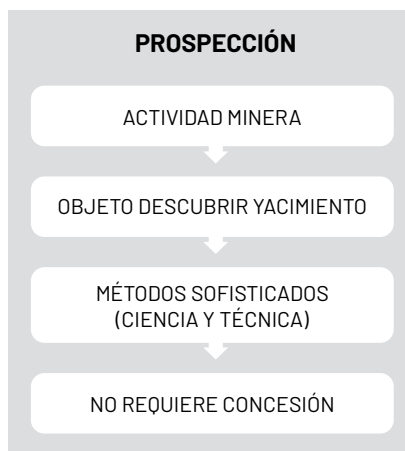 PROSPECCIÓN
ACTIVIDAD MINERA
OBJETO DESCUBRIR YACIMIENTO
MÉTODOS SOFISTICADOS
(CIENCIA Y TÉCNICA)
NO REQUIERE CONCESIÓN